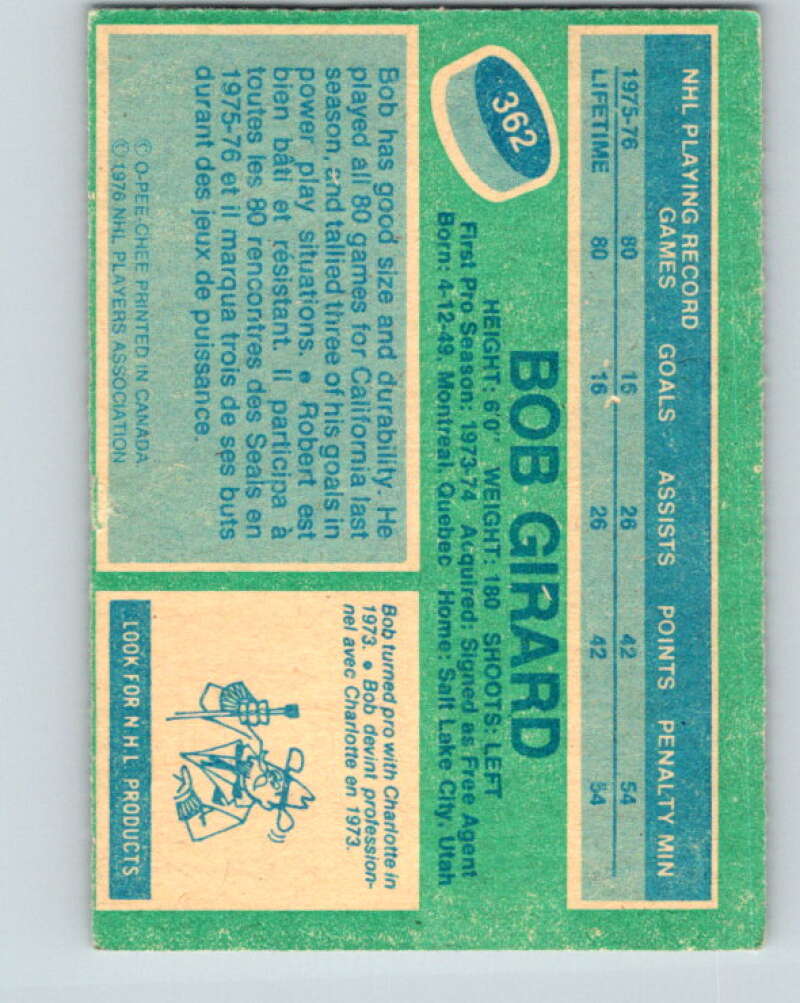 NHL PLAYING RECORD
GAMES GOALS ASSISTS POINTS PENALTY MIN
1975-76 80 16 26 42 54
LIFETIME 80 16 26 42 54
362
BOB GIRARD
HEIGHT: 6'0" WEIGHT: 180 SHOOTS: LEFT
First Pro Season: 1973-74 Acquired: Signed as Free Agent
Born: 4-12-49, Montreal, Quebec Home: Salt Lake City, Utah
Bob has good size and durability. He
played all 80 games for California last
season, and tallied three of his goals in
power play situations. • Robert est
bien bâti et résistant. Il participa à
toutes les 80 rencontres des Seals en
1975-76 et il marqua trois de ses buts
durant des jeux de puissance.
© O-PEE-CHEE PRINTED IN CANADA
© 1976 NHL PLAYERS ASSOCIATION
Bob turned pro with Charlotte in
1973. • Bob devint profession-
nel avec Charlotte en 1973.
LOOK FOR N.H.L. PRODUCTS